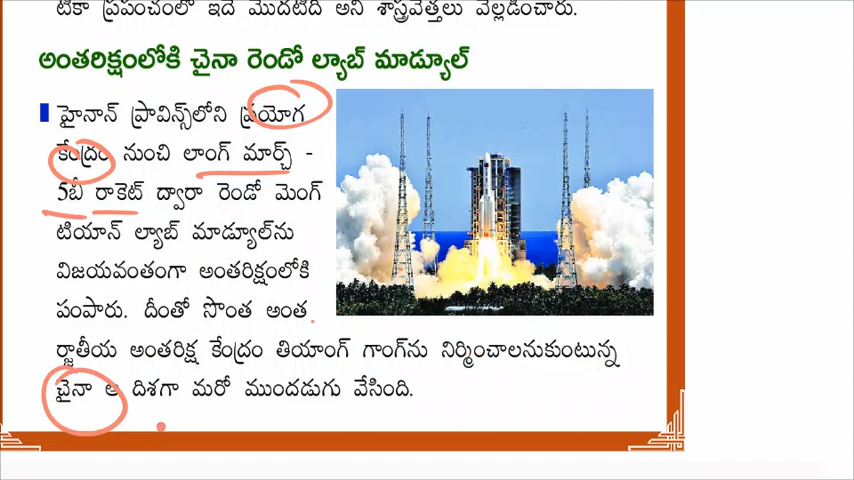 టికా ప్రపంచంలో ఇదే మొదటిది అని శాస్త్రవేత్తలు వెల్లడించారు.
అంతరిక్షంలోకి చైనా రెండో ల్యాబ్ మాడ్యూల్
హైనాన్ ప్రావిన్స్‌లోని ప్రయోగ
కేంద్రం నుంచి లాంగ్ మార్చ్ -
5బీ రాకెట్ ద్వారా రెండో మెంగ్
టియాన్ ల్యాబ్ మాడ్యూల్‌ను
విజయవంతంగా అంతరిక్షంలోకి
పంపారు. దీంతో సొంత అంత
ర్జాతీయ అంతరిక్ష కేంద్రం తియాంగ్ గాంగ్‌ను నిర్మించాలనుకుంటున్న
చైనా ఆ దిశగా మరో ముందడుగు వేసింది.